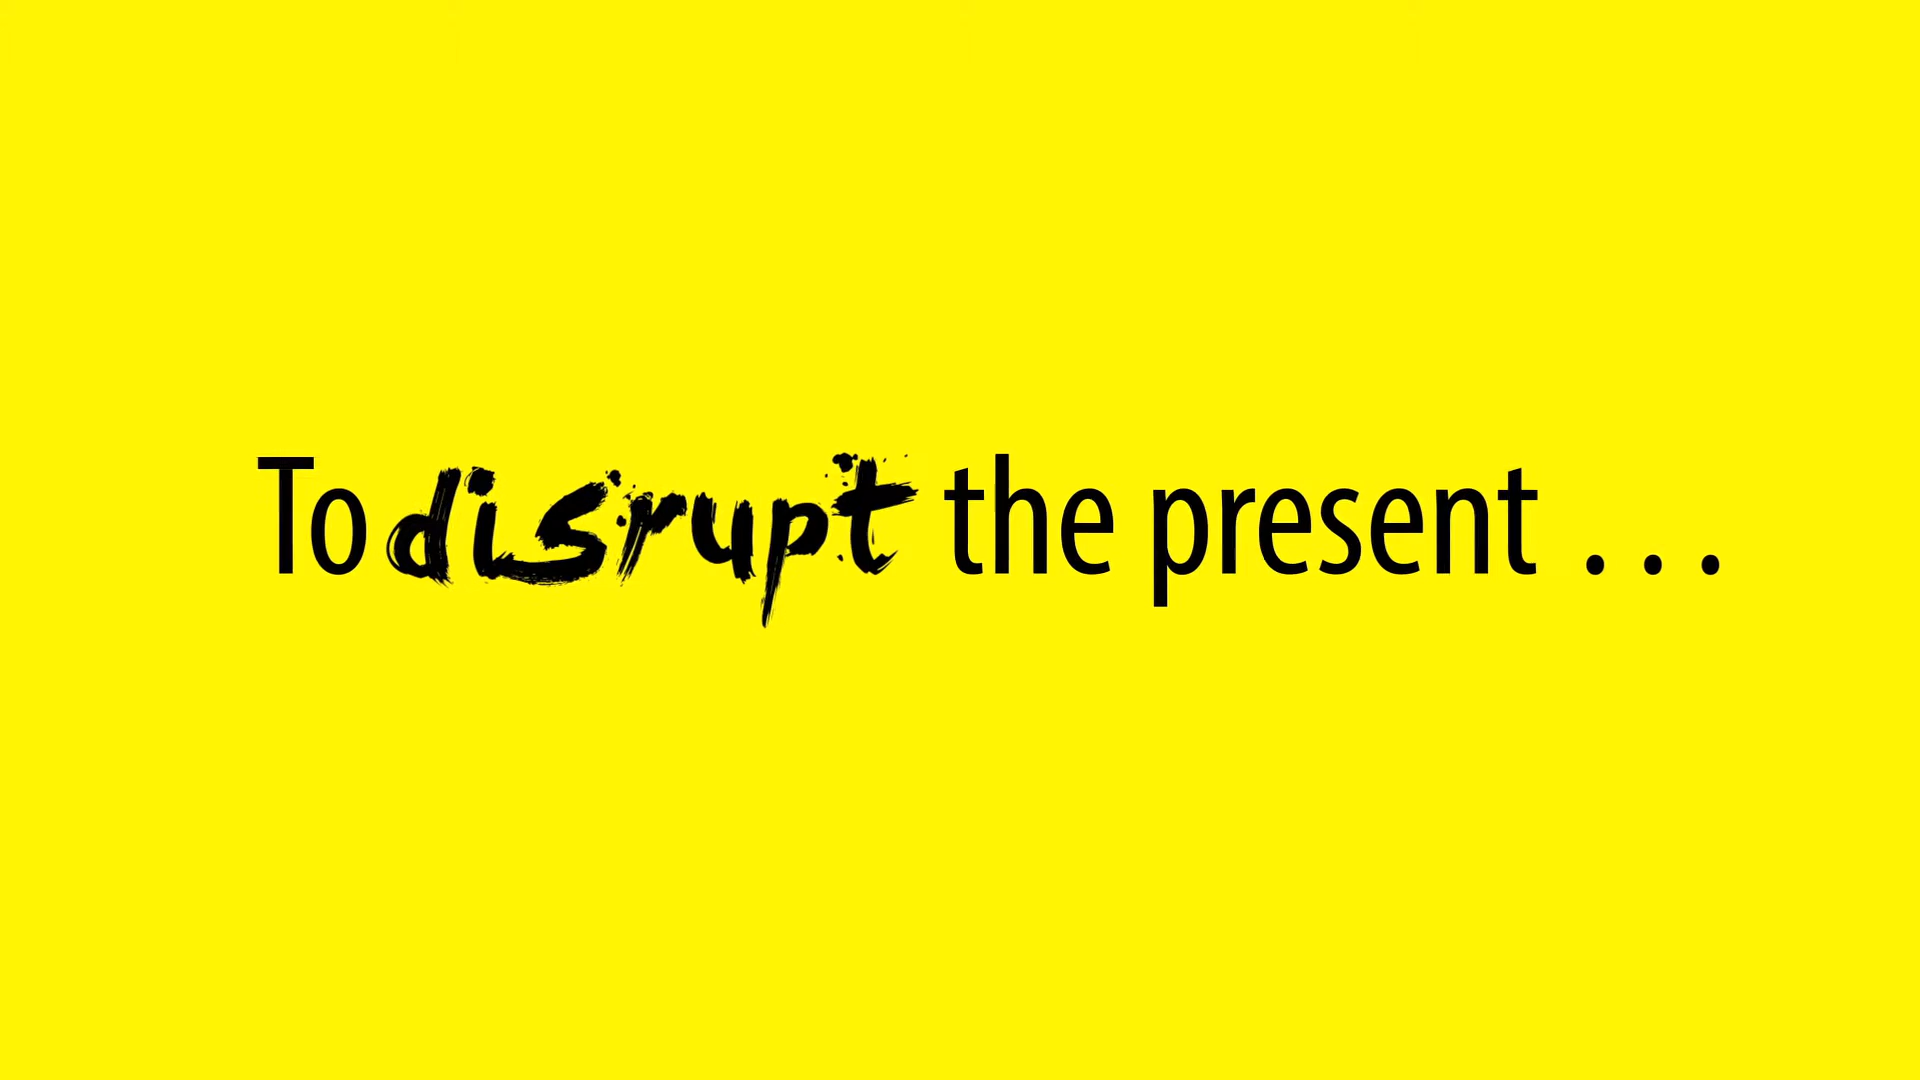 To disrupt the present . . .